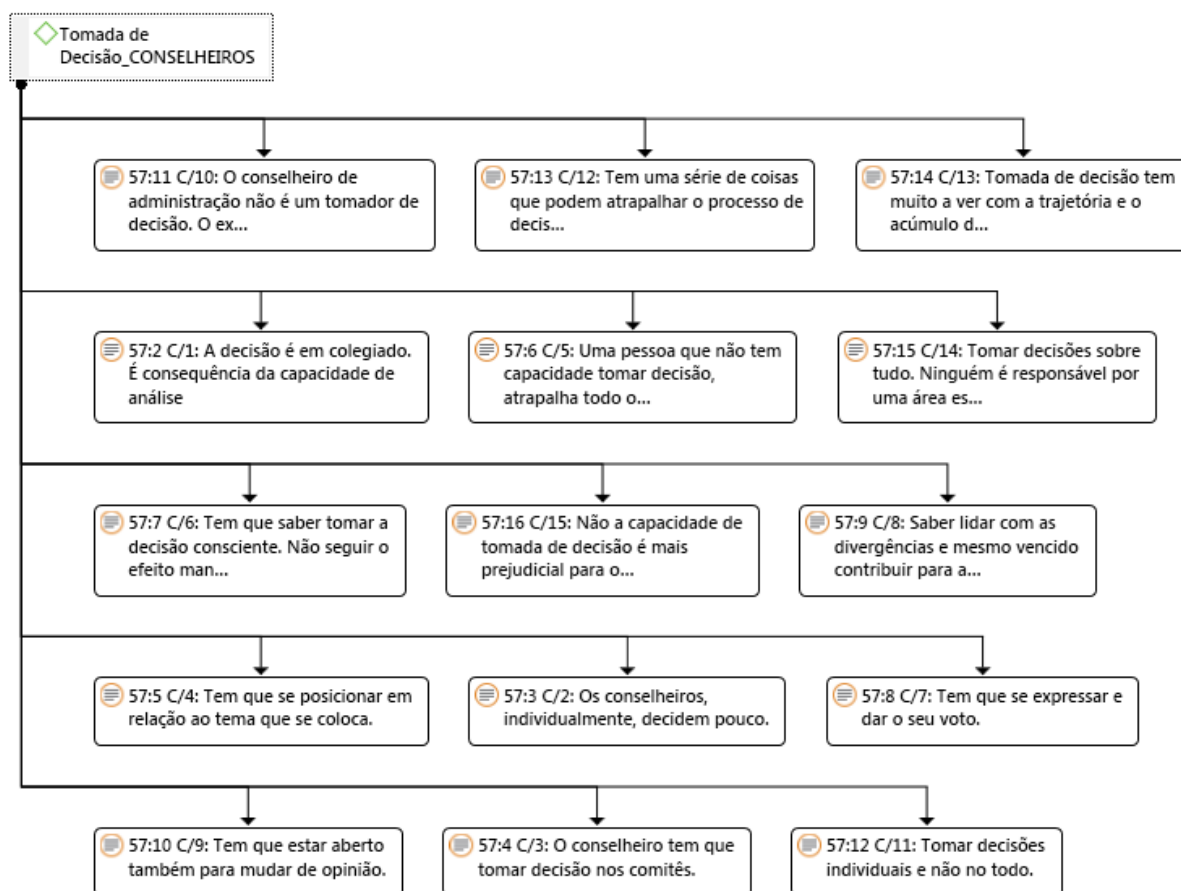 Tomada de
Decisão_CONSELHEIROS
57:11 C/10: O conselheiro de
administração não é um tomador de
decisão. O ex...
57:13 C/12: Tem uma série de coisas
que podem atrapalhar o processo de
decis...
57:14 C/13: Tomada de decisão tem
muito a ver com a trajetória e o
acúmulo d...
57:2 C/1: A decisão é em colegiado.
É consequência da capacidade de
análise
57:6 C/5: Uma pessoa que não tem
capacidade tomar decisão,
atrapalha todo o...
57:15 C/14: Tomar decisões sobre
tudo. Ninguém é responsável por
uma área es...
57:7 C/6: Tem que saber tomar a
decisão consciente. Não seguir o
efeito man...
57:16 C/15: Não a capacidade de
tomada de decisão é mais
prejudicial para o...
57:9 C/8: Saber lidar com as
divergências e mesmo vencido
contribuir para a...
57:5 C/4: Tem que se posicionar em
relação ao tema que se coloca.
57:3 C/2: Os conselheiros,
individualmente, decidem pouco.
57:8 C/7: Tem que se expressar e
dar o seu voto.
57:10 C/9: Tem que estar aberto
também para mudar de opinião.
57:4 C/3: O conselheiro tem que
tomar decisão nos comitês.
57:12 C/11: Tomar decisões
individuais e não no todo.